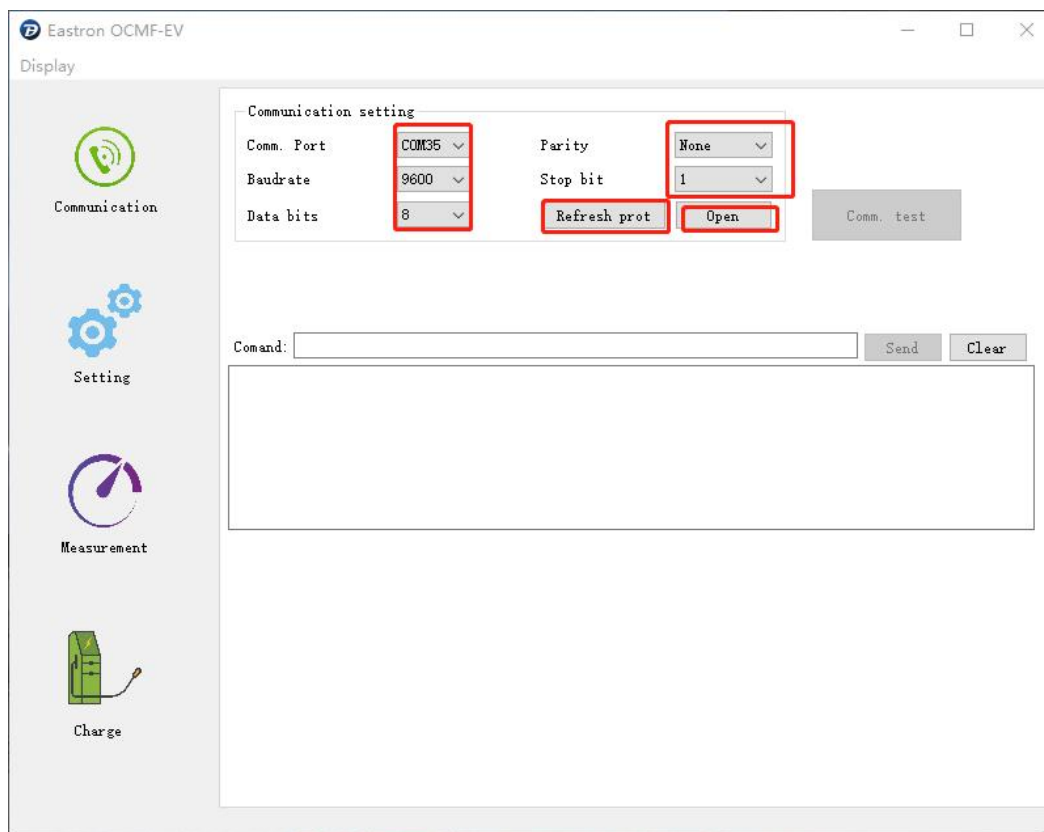 Eastron OCMF-EV
Display
Communication setting
Comm. Port COM35 Parity None
Baudrate 9600 Stop bit 1
Data bits 8 Refresh prot Open Comm. test
Communication
Comand: Send Clear
Setting
Measurement
Charge